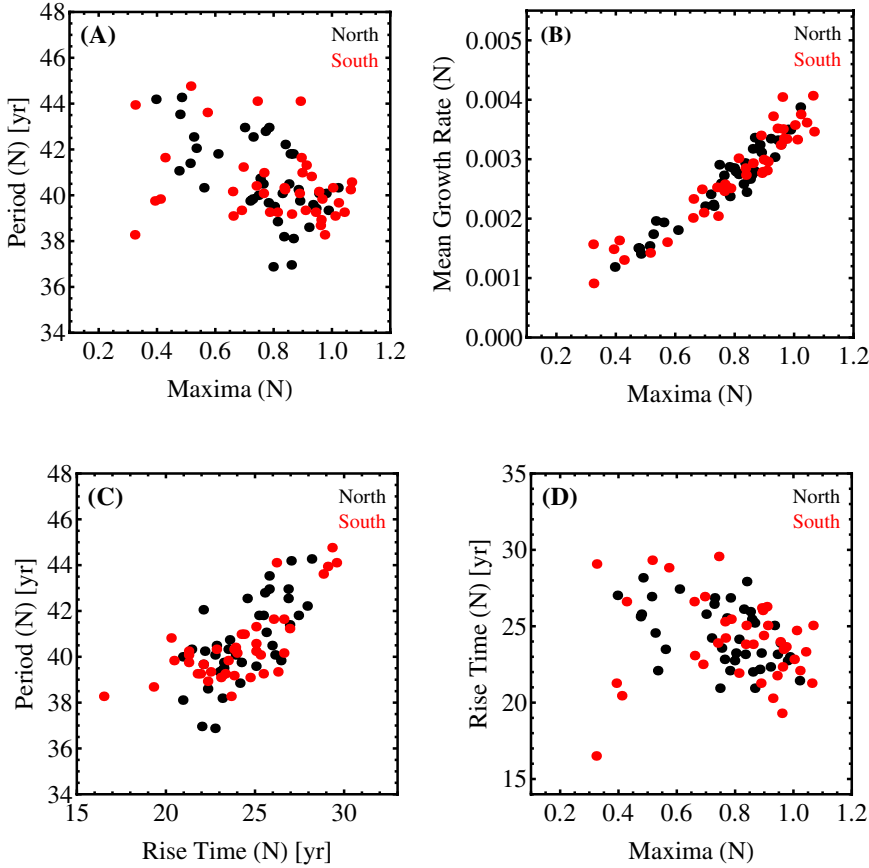 (A)
North
South
Period (N) [yr]
48
46
44
42
40
38
36
34
0.2 0.4 0.6 0.8 1.0 1.2
Maxima (N)
(B)
North
South
Mean Growth Rate (N)
0.005
0.004
0.003
0.002
0.001
0.000
0.2 0.4 0.6 0.8 1.0 1.2
Maxima (N)
(C)
North
South
Period (N) [yr]
48
46
44
42
40
38
36
34
15 20 25 30
Rise Time (N) [yr]
(D)
North
South
Rise Time (N) [yr]
35
30
25
20
15
0.2 0.4 0.6 0.8 1.0 1.2
Maxima (N)